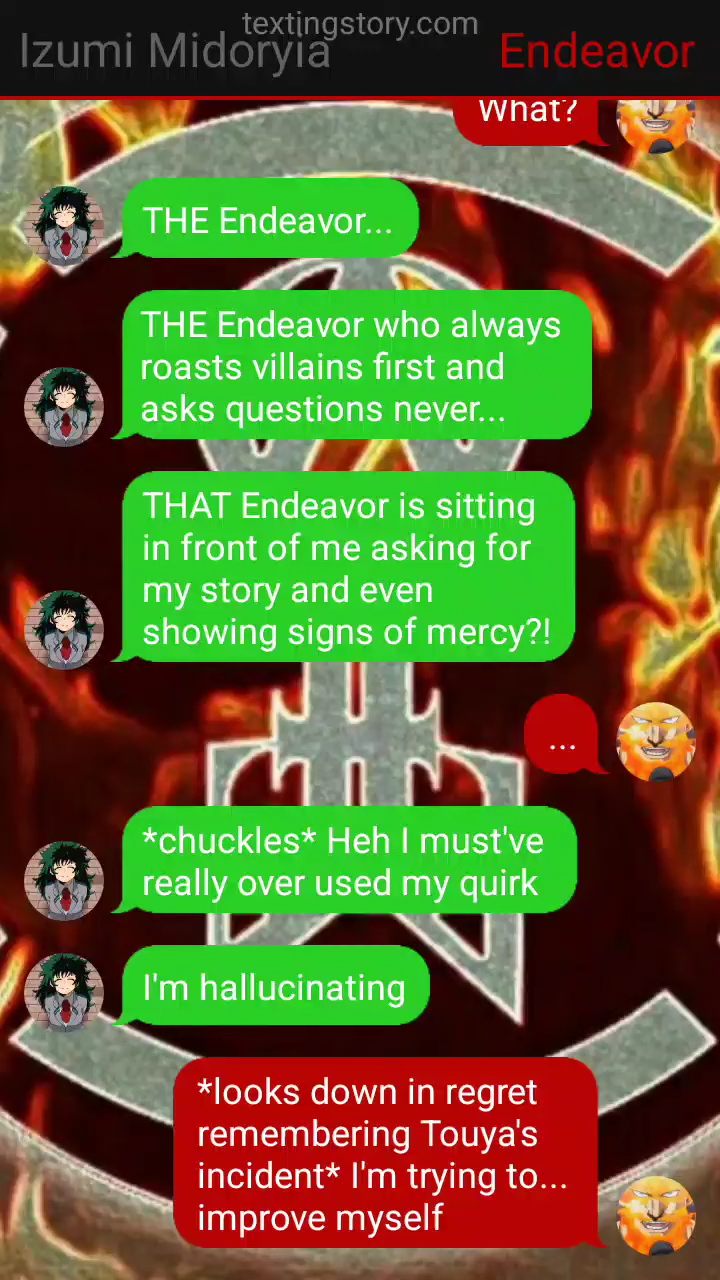 textingstory.com
Izumi Midoryia
Endeavor
What?
THE Endeavor...
THE Endeavor who always
roasts villains first and
asks questions never...
THAT Endeavor is sitting
in front of me asking for
my story and even
showing signs of mercy?!
...
*chuckles* Heh I must've
really over used my quirk
I'm hallucinating
*looks down in regret
remembering Touya's
incident* I'm trying to...
improve myself